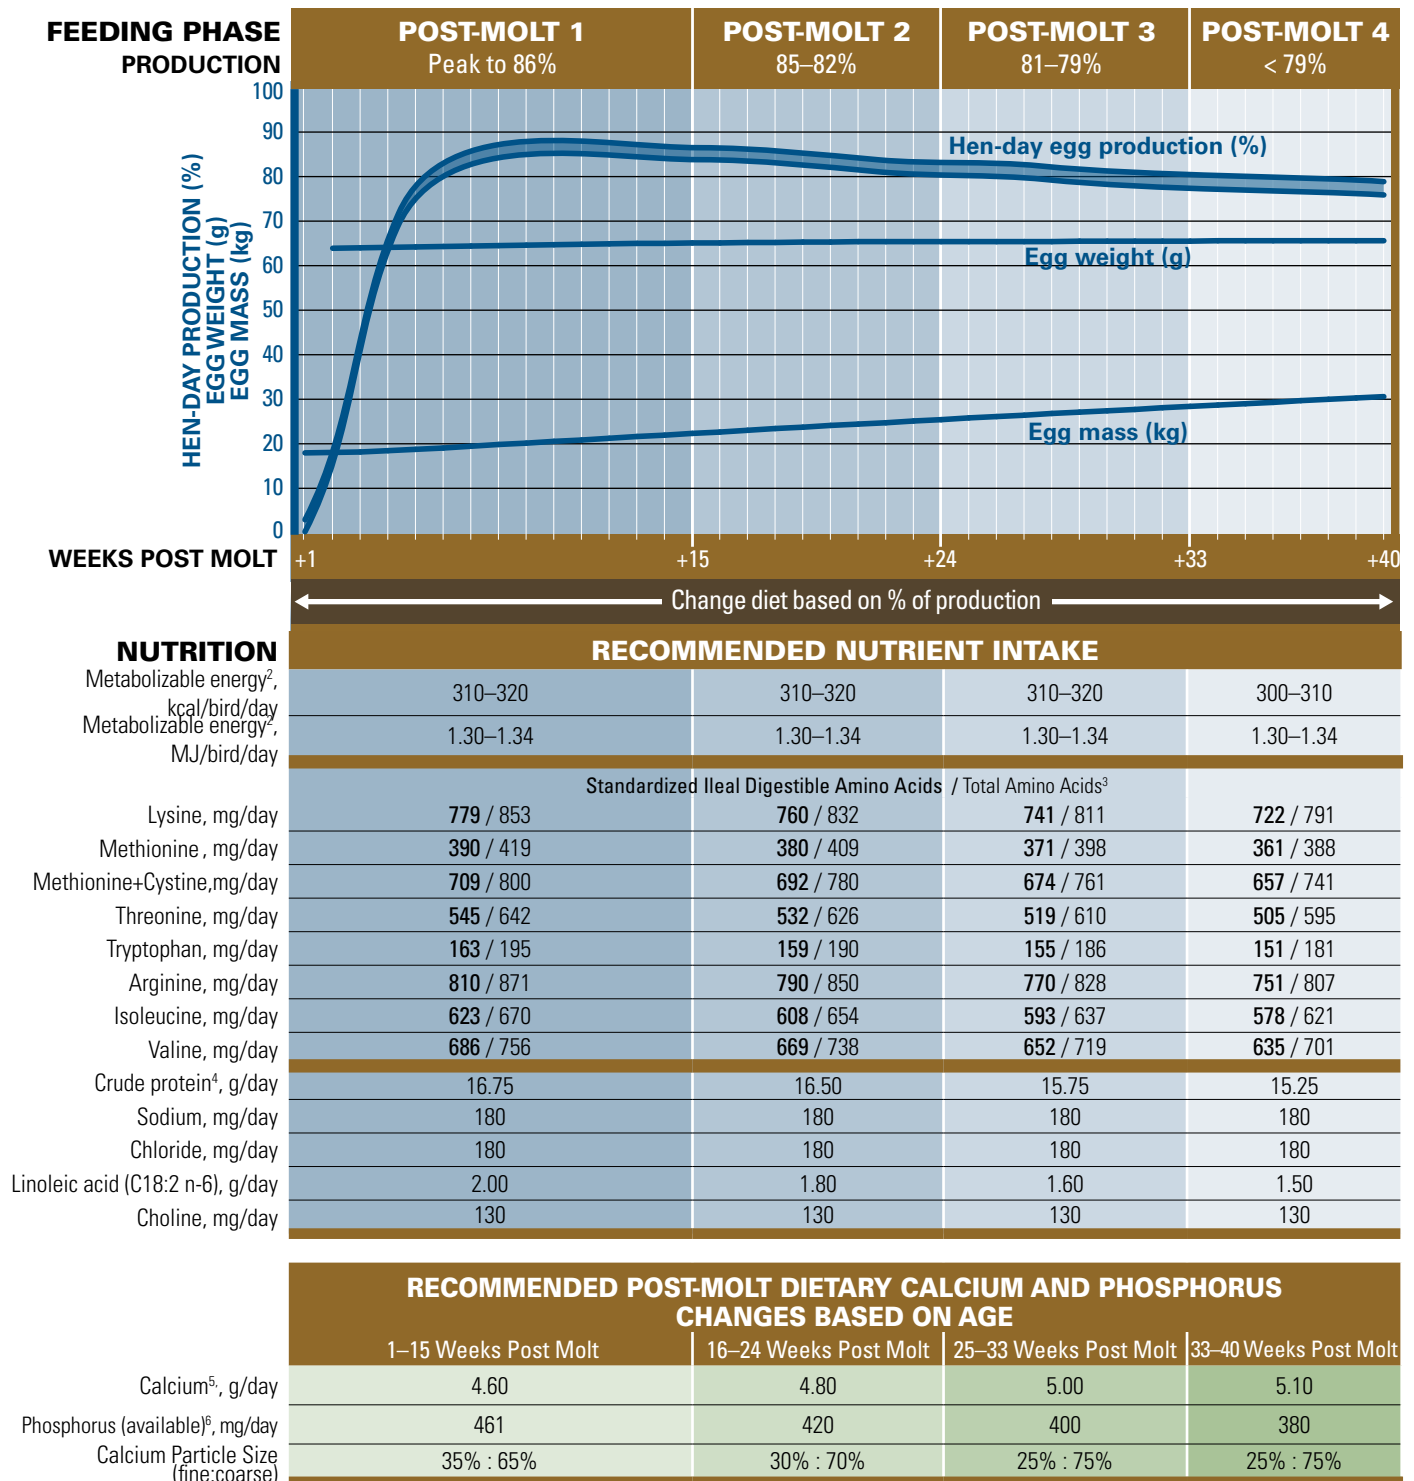 FEEDING PHASE POST-MOLT 1 POST-MOLT 2 POST-MOLT 3 POST-MOLT 4
PRODUCTION Peak to 86% 85–82% 81–79% < 79%
HEN-DAY PRODUCTION (%)
EGG WEIGHT (g)
EGG MASS (kg)
100
90
80
70
60
50
40
30
20
10
0
Hen-day egg production (%)
Egg weight (g)
Egg mass (kg)
WEEKS POST MOLT +1 +15 +24 +33 +40
Change diet based on % of production
NUTRITION RECOMMENDED NUTRIENT INTAKE
Metabolizable energy², kcal/bird/day 310–320 310–320 310–320 300–310
Metabolizable energy², MJ/bird/day 1.30–1.34 1.30–1.34 1.30–1.34 1.30–1.34
Standardized Ileal Digestible Amino Acids / Total Amino Acids³
Lysine, mg/day 779 / 853 760 / 832 741 / 811 722 / 791
Methionine, mg/day 390 / 419 380 / 409 371 / 398 361 / 388
Methionine+Cystine,mg/day 709 / 800 692 / 780 674 / 761 657 / 741
Threonine, mg/day 545 / 642 532 / 626 519 / 610 505 / 595
Tryptophan, mg/day 163 / 195 159 / 190 155 / 186 151 / 181
Arginine, mg/day 810 / 871 790 / 850 770 / 828 751 / 807
Isoleucine, mg/day 623 / 670 608 / 654 593 / 637 578 / 621
Valine, mg/day 686 / 756 669 / 738 652 / 719 635 / 701
Crude protein⁴, g/day 16.75 16.50 15.75 15.25
Sodium, mg/day 180 180 180 180
Chloride, mg/day 180 180 180 180
Linoleic acid (C18:2 n-6), g/day 2.00 1.80 1.60 1.50
Choline, mg/day 130 130 130 130
RECOMMENDED POST-MOLT DIETARY CALCIUM AND PHOSPHORUS
CHANGES BASED ON AGE
1–15 Weeks Post Molt 16–24 Weeks Post Molt 25–33 Weeks Post Molt 33–40 Weeks Post Molt
Calcium⁵,, g/day 4.60 4.80 5.00 5.10
Phosphorus (available)⁶, mg/day 461 420 400 380
Calcium Particle Size (fine:coarse) 35% : 65% 30% : 70% 25% : 75% 25% : 75%